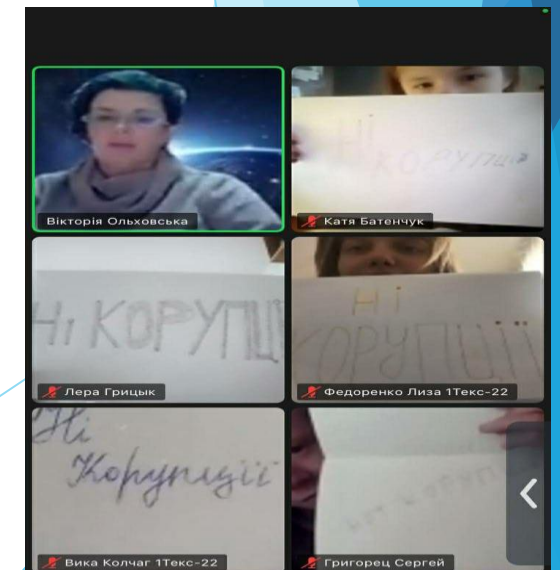 Вікторія Ольховська
Ні
КОРУПЦІЇ
Катя Батенчук
Ні КОРУПЦ
Лера Грицык
Ні
КОРУПЦІЇ
Федоренко Лиза 1Текс-22
Ні
Корупції
Вика Колчаг 1Текс-22
Григорец Сергей